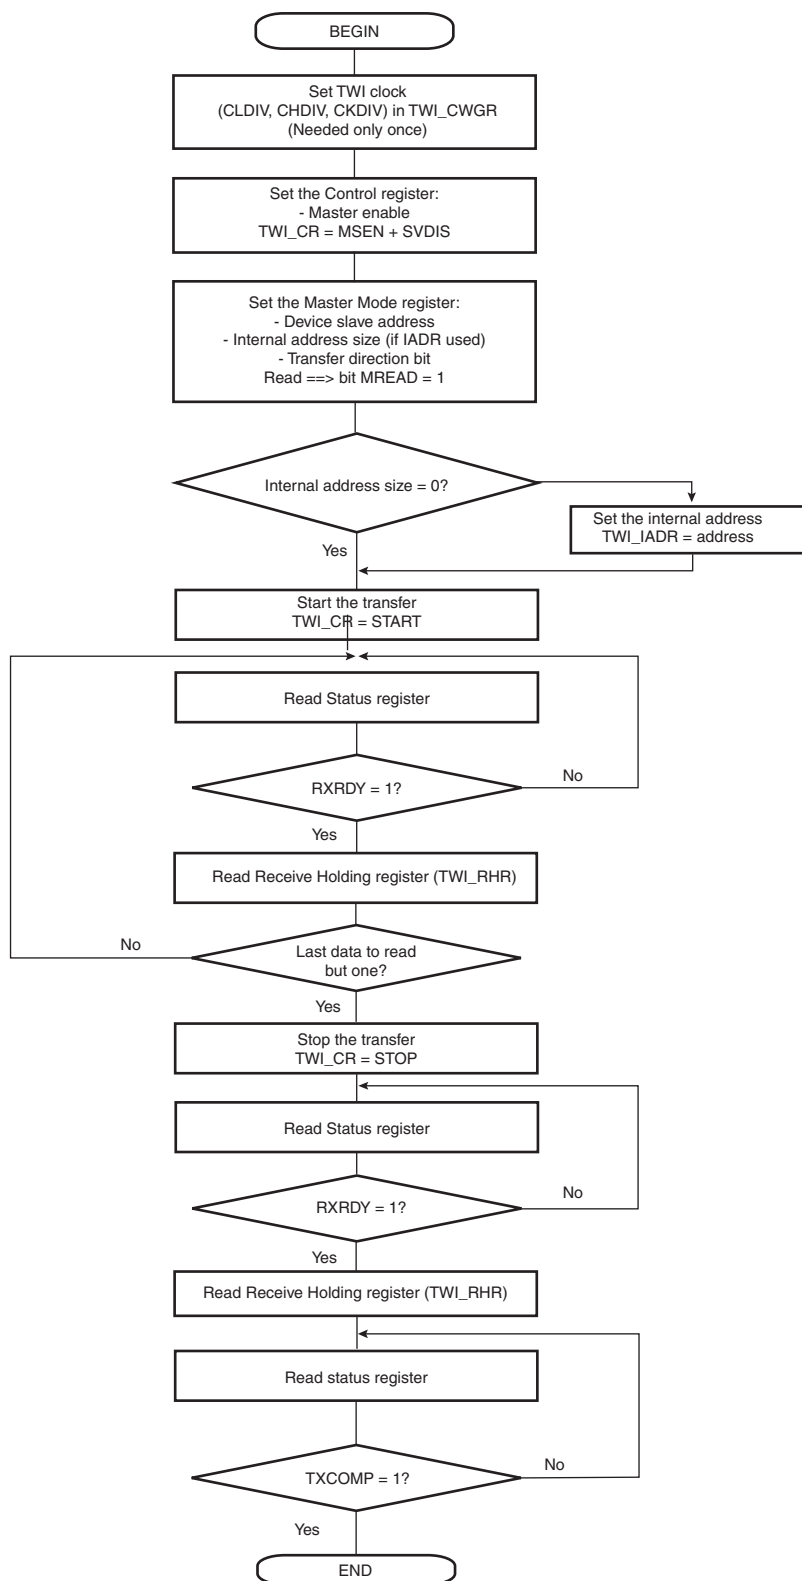 BEGIN
Set TWI clock
(CLDIV, CHDIV, CKDIV) in TWI_CWGR
(Needed only once)
Set the Control register:
- Master enable
TWI_CR = MSEN + SVDIS
Set the Master Mode register:
- Device slave address
- Internal address size (if IADR used)
- Transfer direction bit
Read ==> bit MREAD = 1
Internal address size = 0?
Set the internal address
TWI_IADR = address
Yes
Start the transfer
TWI_CR = START
Read Status register
RXRDY = 1?
No
Yes
Read Receive Holding register (TWI_RHR)
No
Last data to read
but one?
Yes
Stop the transfer
TWI_CR = STOP
Read Status register
RXRDY = 1?
No
Yes
Read Receive Holding register (TWI_RHR)
Read status register
TXCOMP = 1?
No
Yes
END